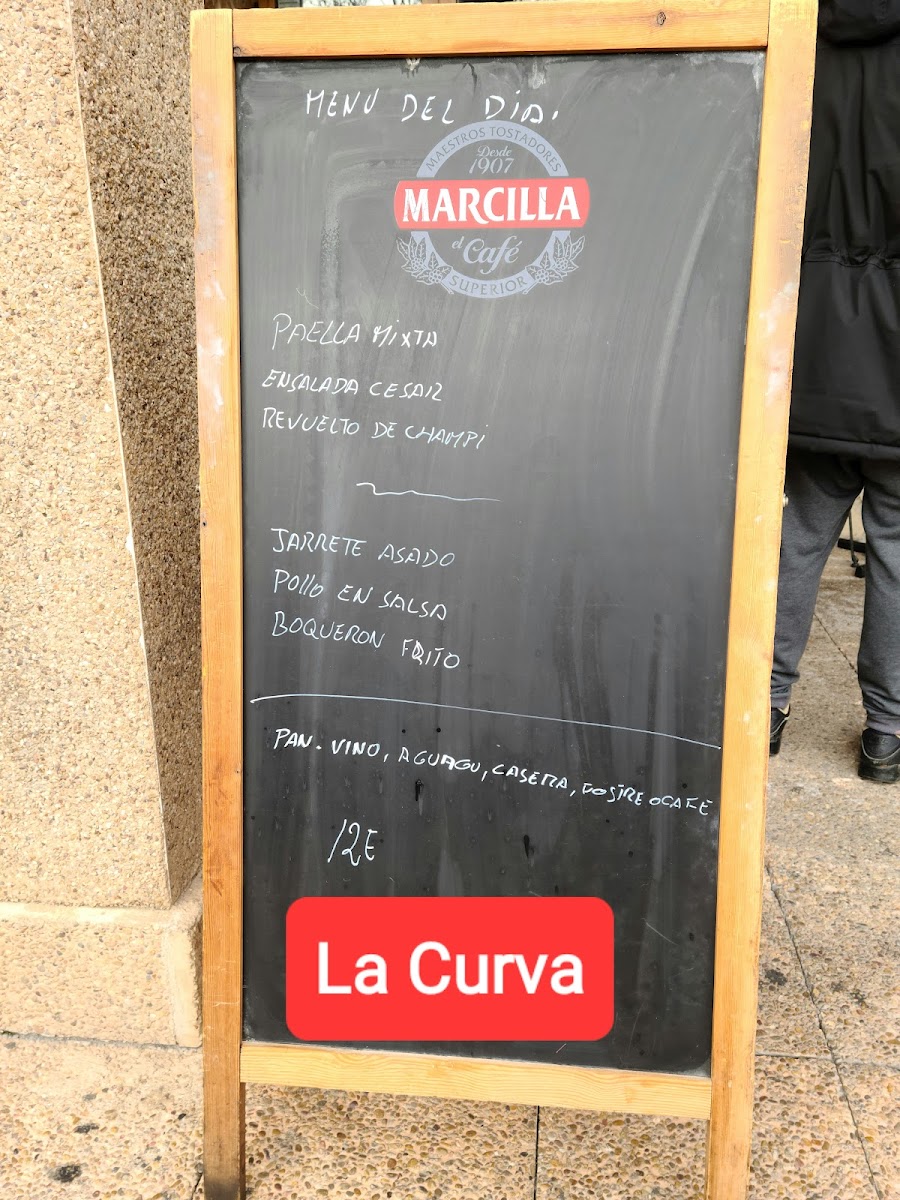 MENU DEL DIA.
MAESTROS TOSTADORES
Desde
1907
MARCILLA
el Café
SUPERIOR
PAELLA MIXTA
ENSALADA CESAR
REVUELTO DE CHAMPI
JARRETE ASADO
POllO EN SALSA
BOQUERON FRITO
PAN. VINO, AGUAGU, CASERA, POSTRE O CAFE
12E
La Curva